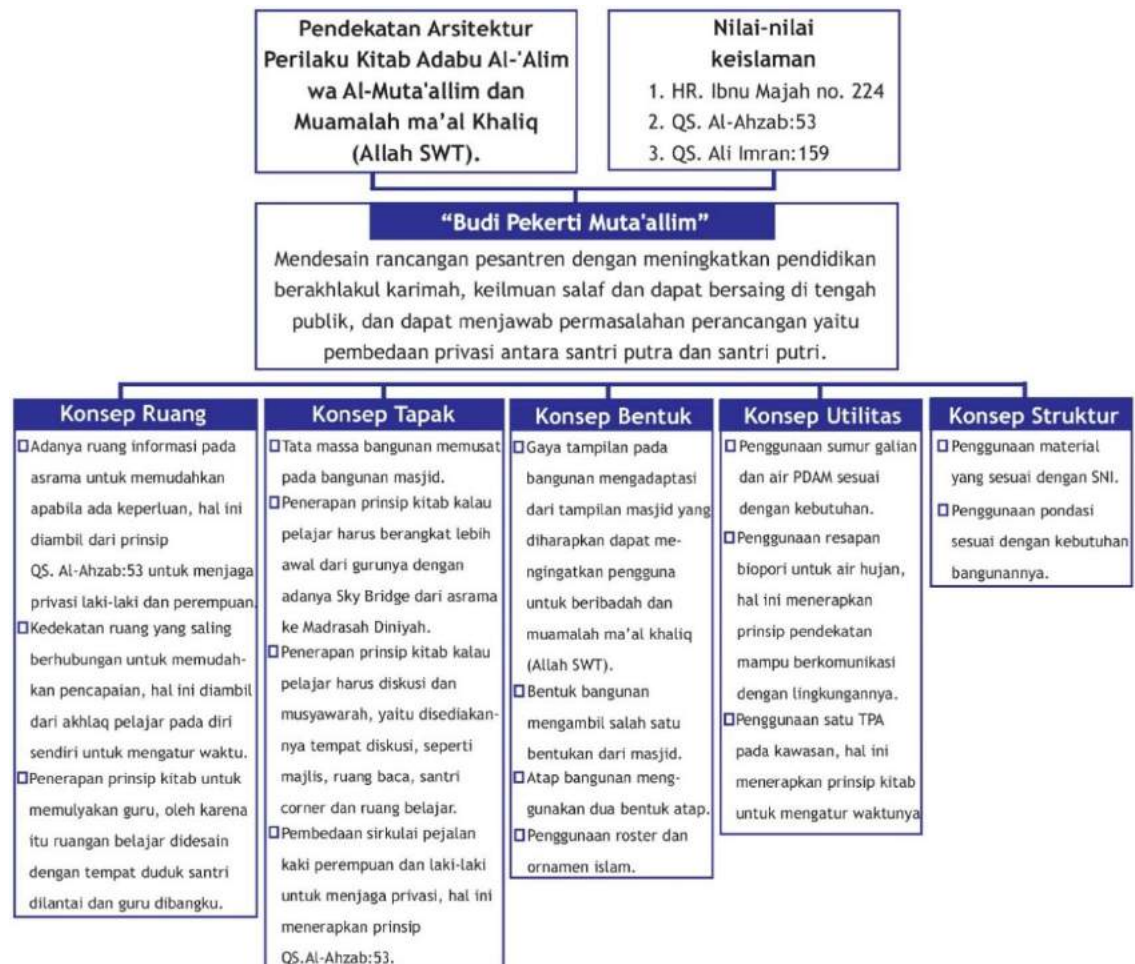 Pendekatan Arsitektur
Perilaku Kitab Adabu Al-'Alim
wa Al-Muta'allim dan
Muamalah ma’al Khaliq
(Allah SWT).
Nilai-nilai
keislaman
1. HR. Ibnu Majah no. 224
2. QS. Al-Ahzab:53
3. QS. Ali Imran:159
“Budi Pekerti Muta'allim”
Mendesain rancangan pesantren dengan meningkatkan pendidikan
berakhlakul karimah, keilmuan salaf dan dapat bersaing di tengah
publik, dan dapat menjawab permasalahan perancangan yaitu
pembedaan privasi antara santri putra dan santri putri.
Konsep Ruang
Adanya ruang informasi pada
asrama untuk memudahkan
apabila ada keperluan, hal ini
diambil dari prinsip
QS. Al-Ahzab:53 untuk menjaga
privasi laki-laki dan perempuan.
Kedekatan ruang yang saling
berhubungan untuk memudah-
kan pencapaian, hal ini diambil
dari akhlaq pelajar pada diri
sendiri untuk mengatur waktu.
Penerapan prinsip kitab untuk
memulyakan guru, oleh karena
itu ruangan belajar didesain
dengan tempat duduk santri
dilantai dan guru dibangku.
Konsep Tapak
Tata massa bangunan memusat
pada bangunan masjid.
Penerapan prinsip kitab kalau
pelajar harus berangkat lebih
awal dari gurunya dengan
adanya Sky Bridge dari asrama
ke Madrasah Diniyah.
Penerapan prinsip kitab kalau
pelajar harus diskusi dan
musyawarah, yaitu disediakan-
nya tempat diskusi, seperti
majlis, ruang baca, santri
corner dan ruang belajar.
Pembedaan sirkulai pejalan
kaki perempuan dan laki-laki
untuk menjaga privasi, hal ini
menerapkan prinsip
QS.Al-Ahzab:53.
Konsep Bentuk
Gaya tampilan pada
bangunan mengadaptasi
dari tampilan masjid yang
diharapkan dapat me-
ngingatkan pengguna
untuk beribadah dan
muamalah ma’al khaliq
(Allah SWT).
Bentuk bangunan
mengambil salah satu
bentukan dari masjid.
Atap bangunan meng-
gunakan dua bentuk atap.
Penggunaan roster dan
ornamen islam.
Konsep Utilitas
Penggunaan sumur galian
dan air PDAM sesuai
dengan kebutuhan.
Penggunaan resapan
biopori untuk air hujan,
hal ini menerapkan
prinsip pendekatan
mampu berkomunikasi
dengan lingkungannya.
Penggunaan satu TPA
pada kawasan, hal ini
menerapkan prinsip kitab
untuk mengatur waktunya
Konsep Struktur
Penggunaan material
yang sesuai dengan SNI.
Penggunaan pondasi
sesuai dengan kebutuhan
bangunannya.